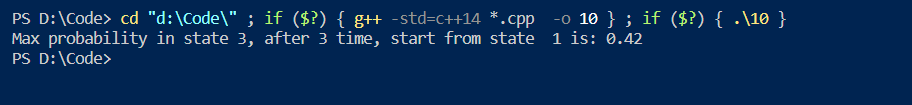 PS D:\Code> cd "d:\Code\" ; if ($?) { g++ -std=c++14 *.cpp  -o 10 } ; if ($?) { .\10 }
Max probability in state 3, after 3 time, start from state  1 is: 0.42
PS D:\Code>